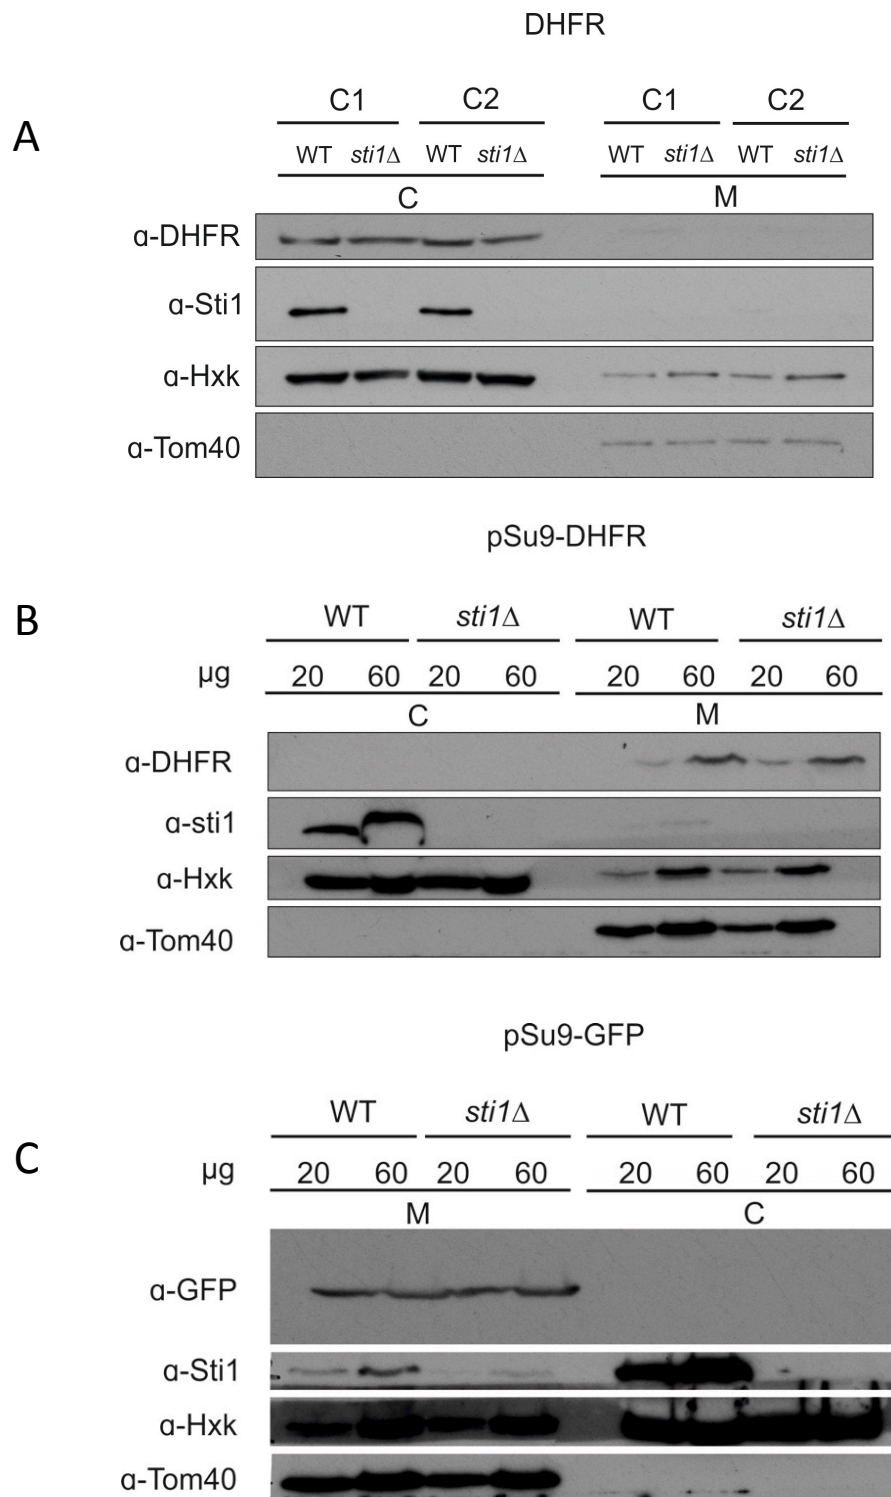 DHFR
C1 C2 C1 C2
A
WT sti1Δ WT sti1Δ WT sti1Δ WT sti1Δ
C M
ɑ-DHFR
ɑ-Sti1
ɑ-Hxk
ɑ-Tom40
pSu9-DHFR
B
WT sti1Δ WT sti1Δ
µg 20 60 20 60 20 60 20 60
C M
ɑ-DHFR
ɑ-sti1
ɑ-Hxk
ɑ-Tom40
pSu9-GFP
WT sti1Δ WT sti1Δ
C
µg 20 60 20 60 20 60 20 60
M C
ɑ-GFP
ɑ-Sti1
ɑ-Hxk
ɑ-Tom40